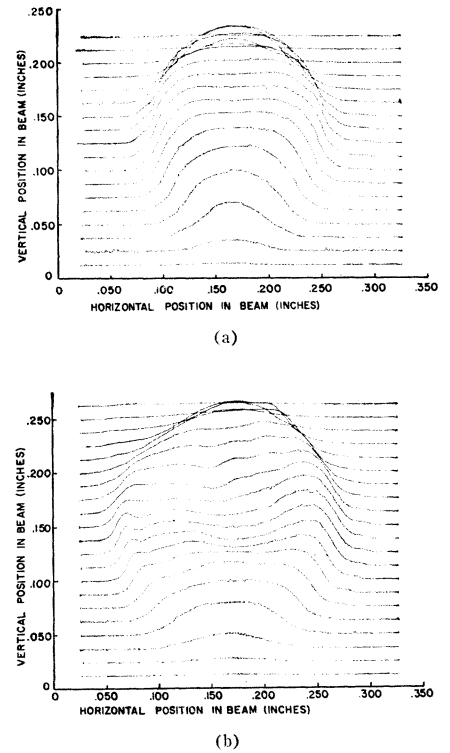 .250
.200
.150
.100
.050
0
VERTICAL POSITION IN BEAM (INCHES)
0 .050 .100 .150 .200 .250 .300 .350
HORIZONTAL POSITION IN BEAM (INCHES)
(a)
.250
.200
.150
.100
.050
0
VERTICAL POSITION IN BEAM (INCHES)
0 .050 .100 .150 .200 .250 .300 .350
HORIZONTAL POSITION IN BEAM (INCHES)
(b)